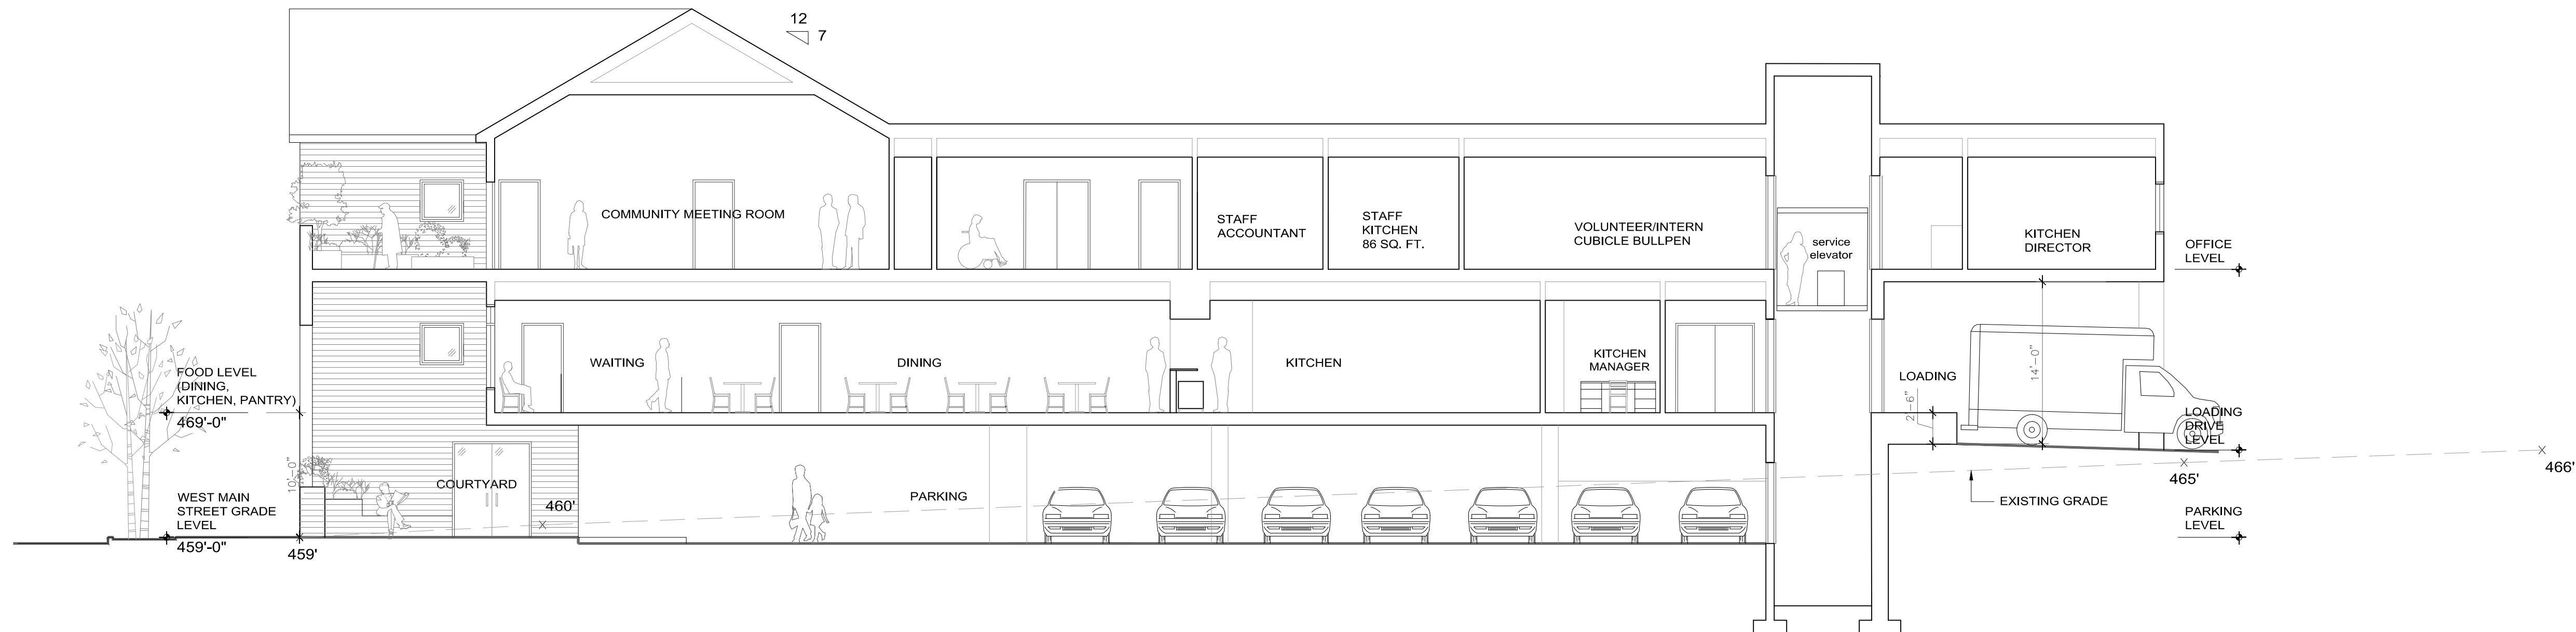 12
7
COMMUNITY MEETING ROOM
STAFF
ACCOUNTANT
STAFF
KITCHEN
86 SQ. FT.
VOLUNTEER/INTERN
CUBICLE BULLPEN
service
elevator
KITCHEN
DIRECTOR
OFFICE
LEVEL
FOOD LEVEL
(DINING,
KITCHEN, PANTRY)
469'-0"
WAITING
DINING
KITCHEN
KITCHEN
MANAGER
LOADING
2'-6"
14'-0"
LOADING
DRIVE
LEVEL
10'-0"
WEST MAIN
STREET GRADE
LEVEL
459'-0"
459'
COURTYARD
460'
PARKING
EXISTING GRADE
465'
466'
PARKING
LEVEL